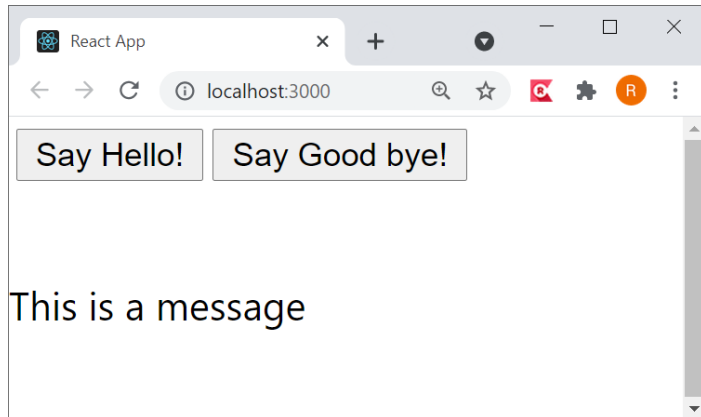 React App
localhost:3000
R
Say Hello! Say Good bye!
This is a message